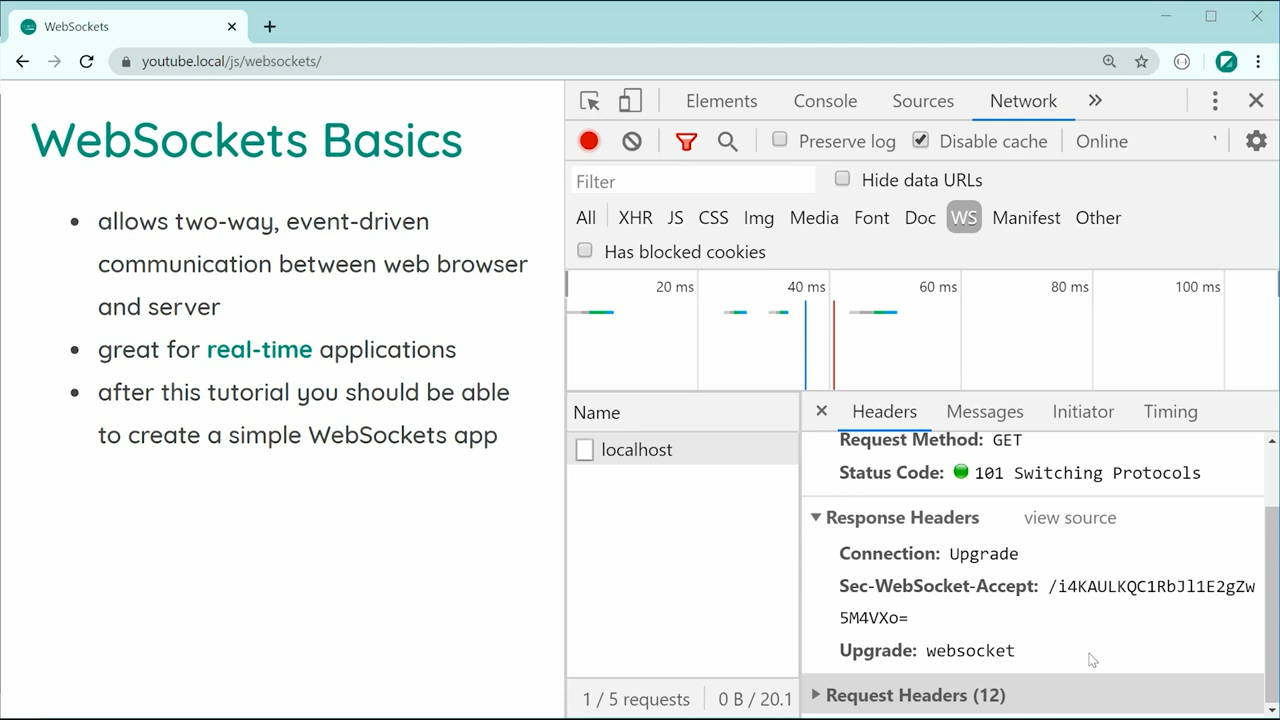 WebSockets
youtube.local/js/websockets/
WebSockets Basics
allows two-way, event-driven
communication between web browser
and server
great for real-time applications
after this tutorial you should be able
to create a simple WebSockets app
Elements Console Sources Network
Preserve log Disable cache Online
Filter Hide data URLs
All XHR JS CSS Img Media Font Doc WS Manifest Other
Has blocked cookies
20 ms 40 ms 60 ms 80 ms 100 ms
Name
localhost
1 / 5 requests 0 B / 20.1
Headers Messages Initiator Timing
Request Method: GET
Status Code: 101 Switching Protocols
Response Headers view source
Connection: Upgrade
Sec-WebSocket-Accept: /i4KAULKQC1RbJl1E2gZw
5M4VXo=
Upgrade: websocket
Request Headers (12)